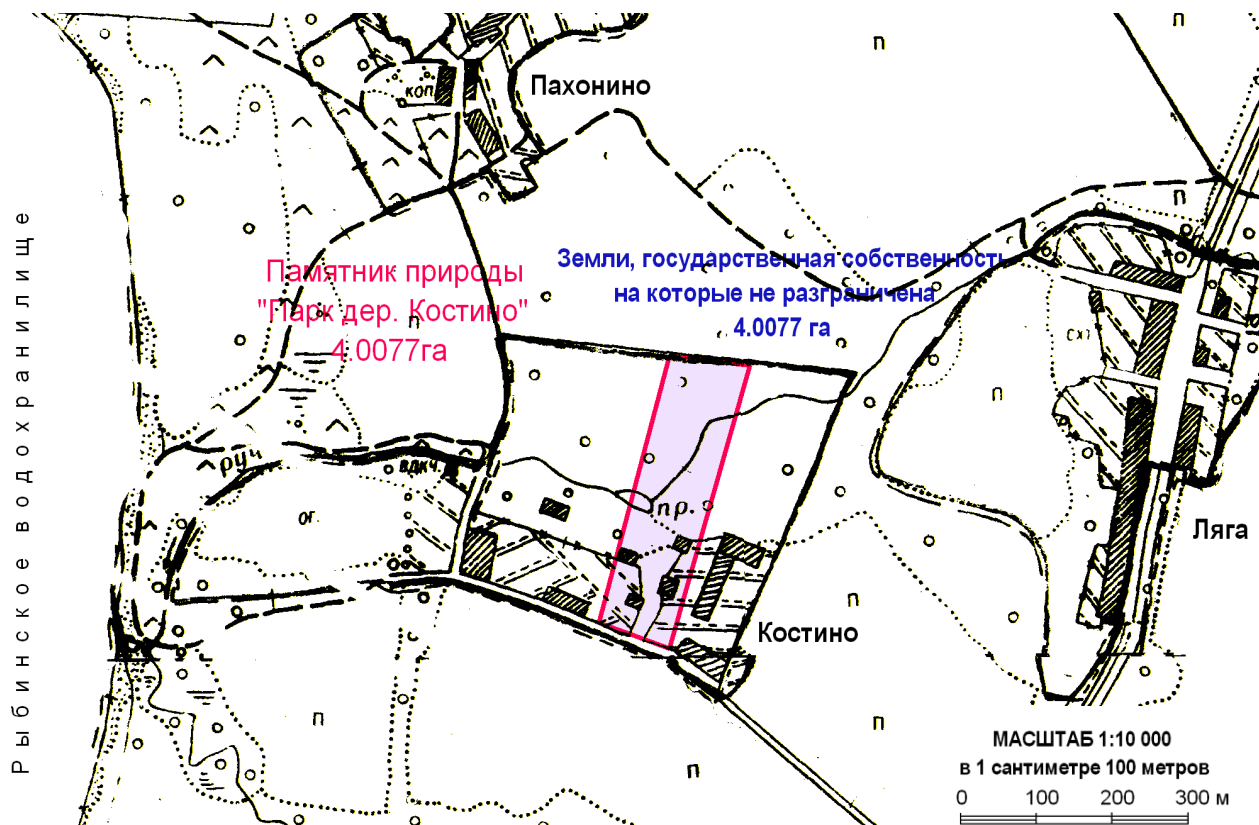 п
п
Пахонино
коп.
п
Земли, государственная собственность
на которые не разграничена
4.0077 га
Памятник природы
"Парк дер. Костино"
4.0077га
п
Рыбинское водохранилище
схт
п
руч
вдкч.
пр.
ог.
Ляга
п
Костино
п
п
п
МАСШТАБ 1:10 000
в 1 сантиметре 100 метров
0 100 200 300 м